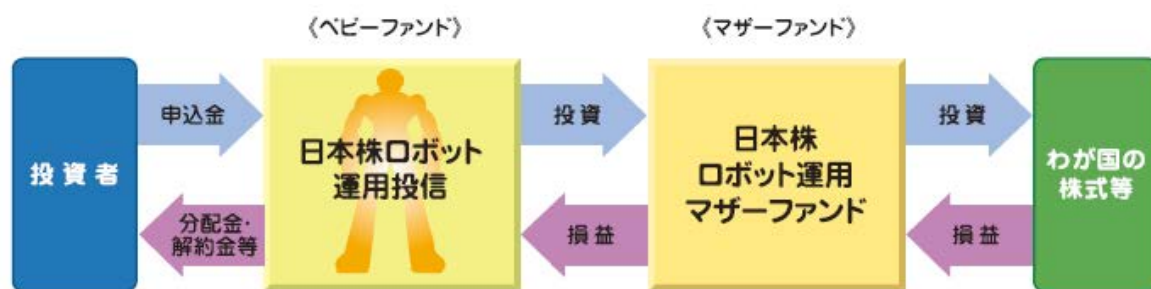 《ベビーファンド》
《マザーファンド》
投資者
申込金
分配金・
解約金等
日本株ロボット
運用投信
投資
損益
日本株
ロボット運用
マザーファンド
投資
損益
わが国の
株式等